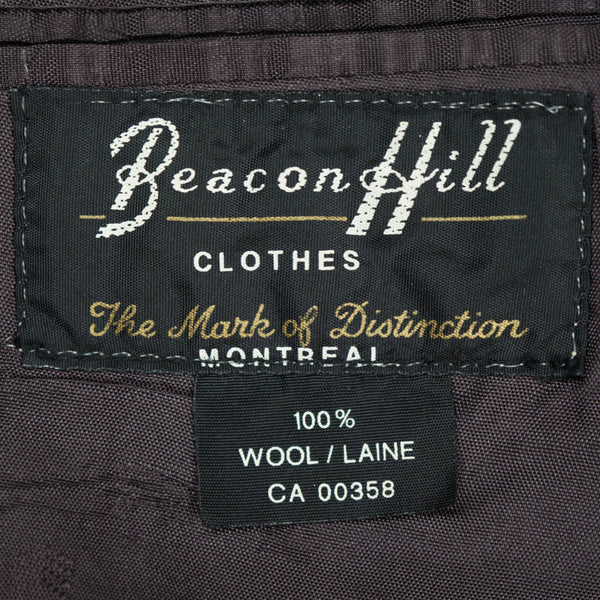 Beacon Hill
CLOTHES
The Mark of Distinction
MONTREAL
100%
WOOL / LAINE
CA 00358